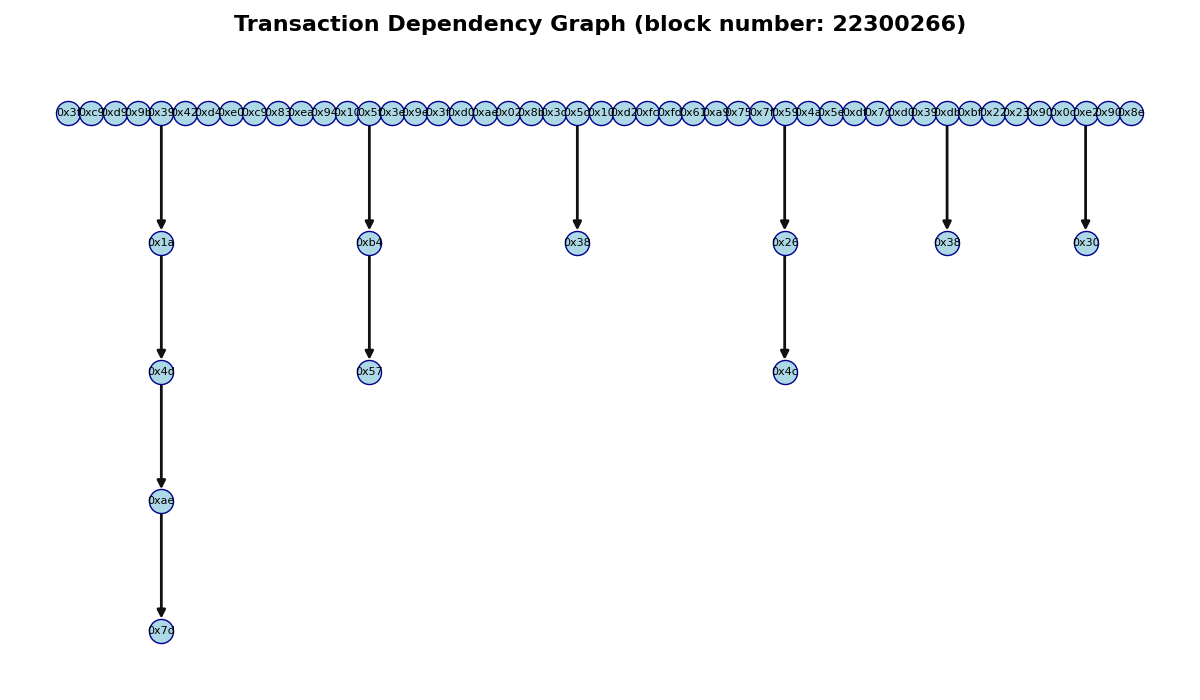 Transaction Dependency Graph (block number: 22300266)
0x3f 0xc9 0xd9 0x9b 0x39 0x42 0xd4 0xe0 0xc9 0x83 0xea 0x94 0x10 0x5f 0x3e 0x9e 0x3f 0xd0 0xae 0x02 0x8b 0x3c 0x10 0xd2 0xfc 0xfd 0x61 0xa9 0x75 0x7f 0x59 0x4a 0x5e 0xdf 0x7c 0xd0 0x39 0xdb 0xbf 0x22 0x23 0x90 0xe2 0x90 0x8e
0x1a 0xb4 0x38 0x26 0x38 0x30
0x4d 0x57 0x4c
0xae
0x7d